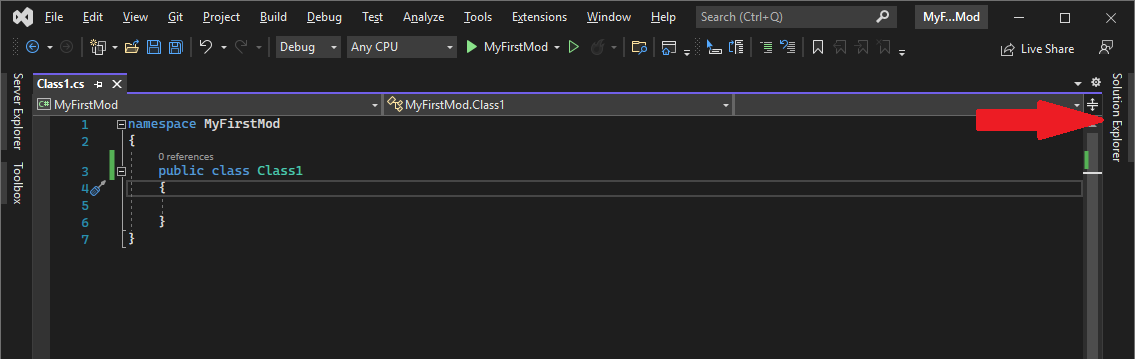 File Edit View Git Project Build Debug Test Analyze Tools Extensions Window Help Search (Ctrl+Q) MyF...Mod
Debug Any CPU MyFirstMod Live Share
Server Explorer
Toolbox
Class1.cs
MyFirstMod MyFirstMod.Class1
1 namespace MyFirstMod
2 {
0 references
3 public class Class1
4 {
5
6 }
7 }
Solution Explorer